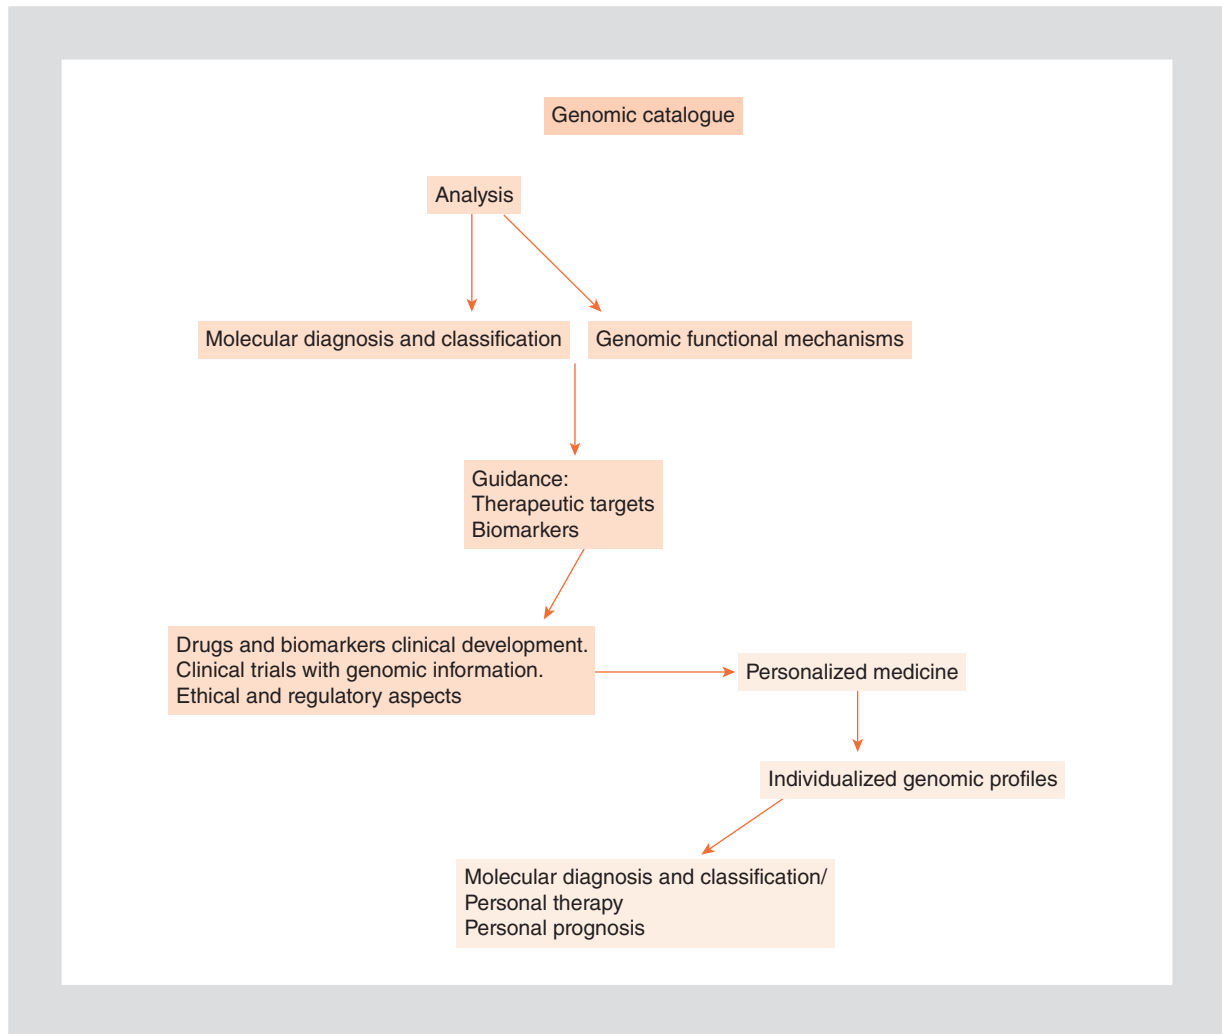 Genomic catalogue
Analysis
Molecular diagnosis and classification
Genomic functional mechanisms
Guidance:
Therapeutic targets
Biomarkers
Drugs and biomarkers clinical development.
Clinical trials with genomic information.
Ethical and regulatory aspects
Personalized medicine
Individualized genomic profiles
Molecular diagnosis and classification/
Personal therapy
Personal prognosis